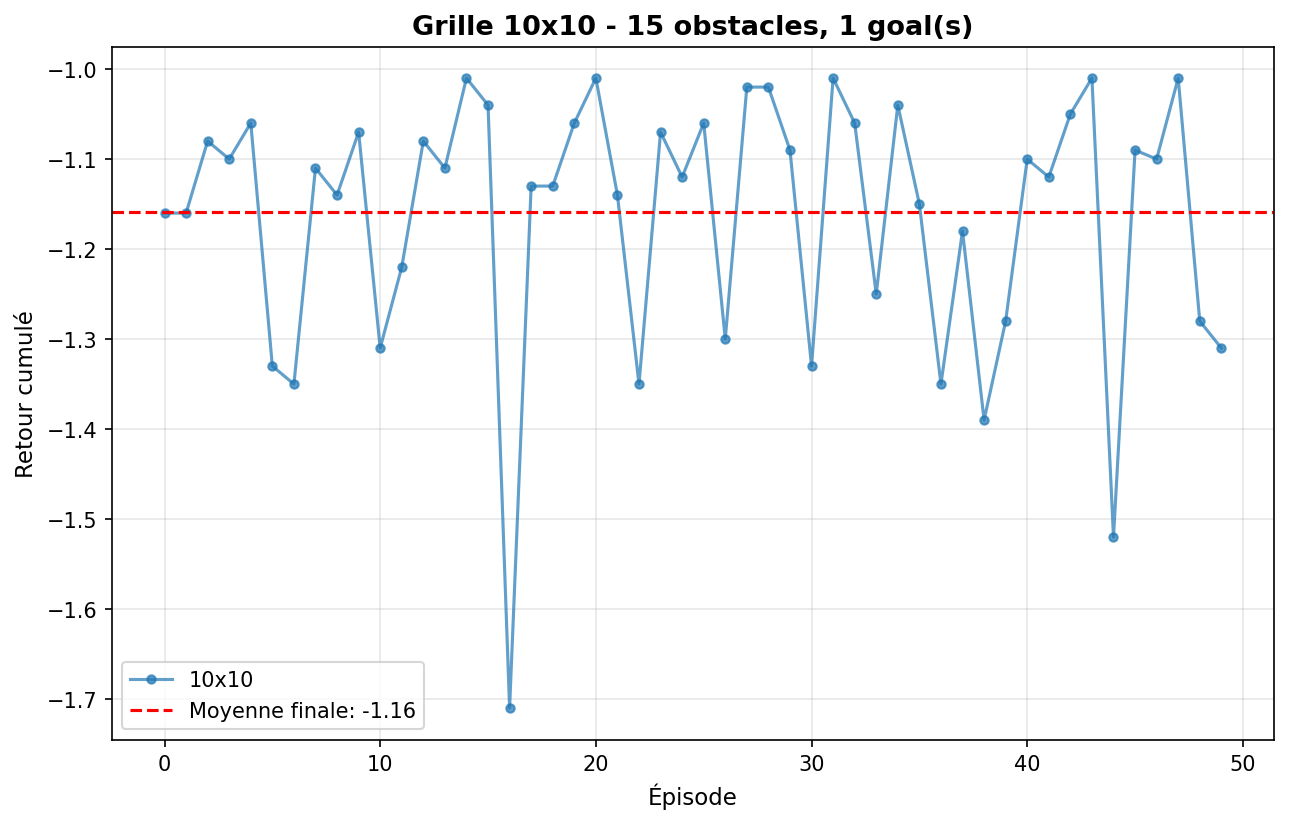 Grille 10x10 - 15 obstacles, 1 goal(s)
Retour cumulé
−1.0
−1.1
−1.2
−1.3
−1.4
−1.5
−1.6
−1.7
10x10
Moyenne finale: -1.16
0 10 20 30 40 50
Épisode